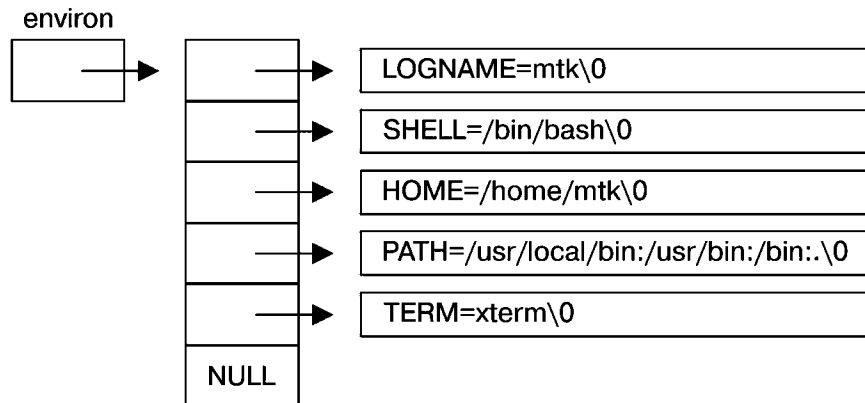 environ
LOGNAME=mtk\0
SHELL=/bin/bash\0
HOME=/home/mtk\0
PATH=/usr/local/bin:/usr/bin:/bin:.\0
TERM=xterm\0
NULL